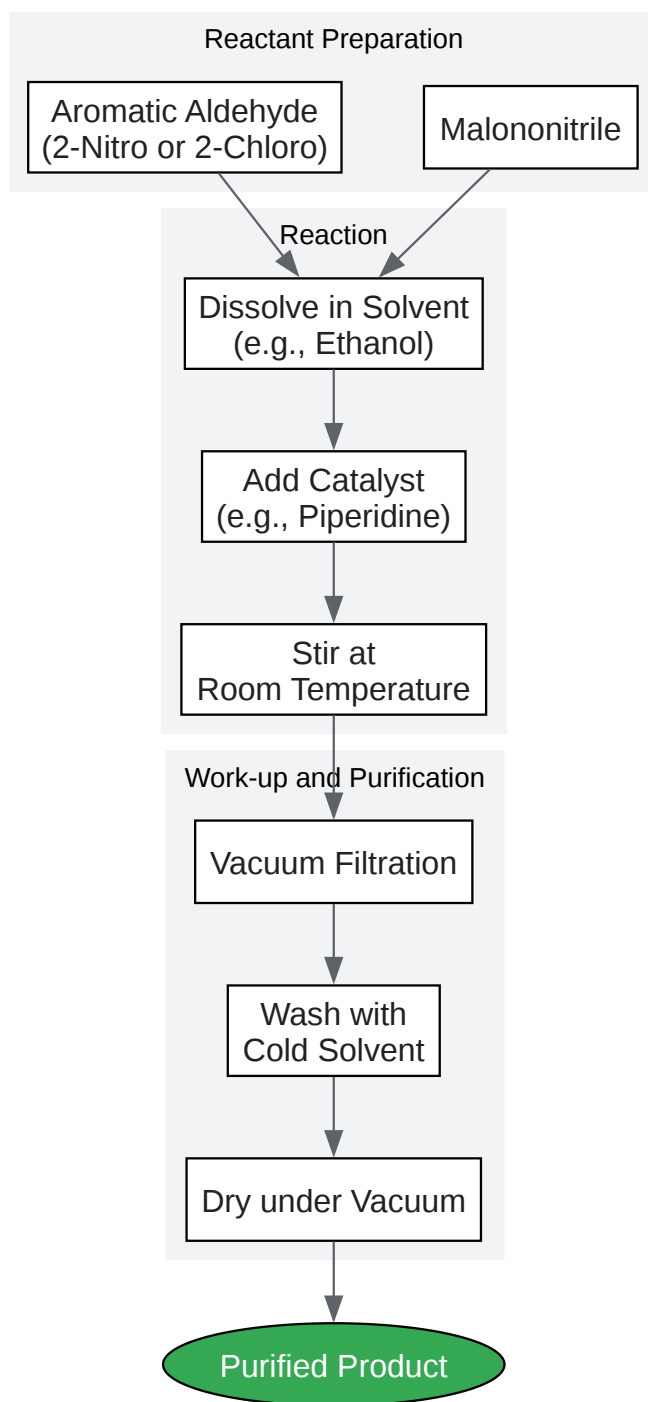 Reactant Preparation
Aromatic Aldehyde
(2-Nitro or 2-Chloro)
Malononitrile
Reaction
Dissolve in Solvent
(e.g., Ethanol)
Add Catalyst
(e.g., Piperidine)
Stir at
Room Temperature
Work-up and Purification
Vacuum Filtration
Wash with
Cold Solvent
Dry under Vacuum
Purified Product